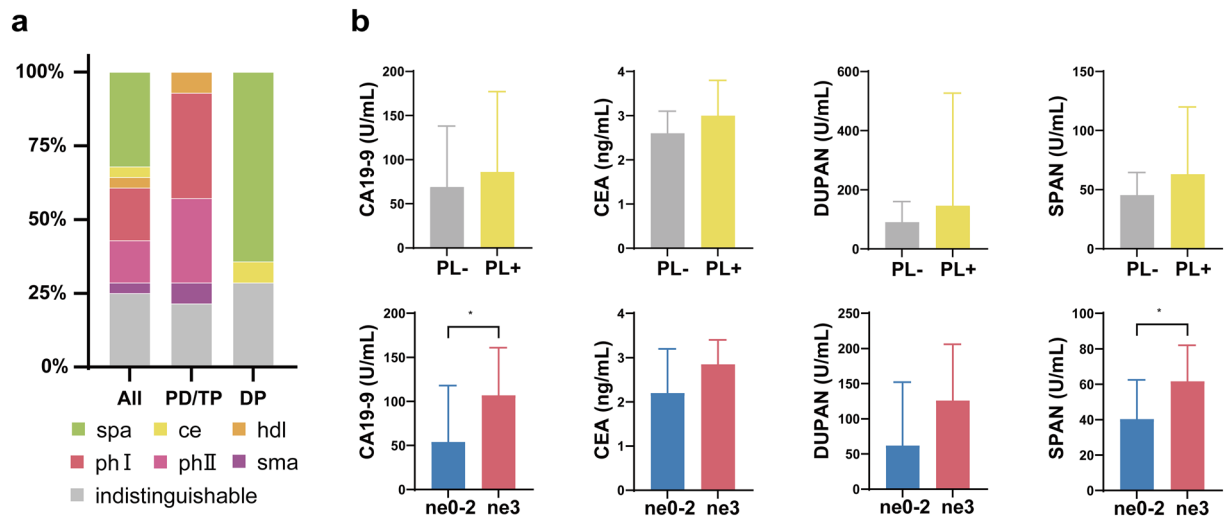 a
100%
75%
50%
25%
0%
All PD/TP DP
spa ce hdl
phⅠ phⅡ sma
indistinguishable
b
CA19-9 (U/mL)
200
150
100
50
0
PL- PL+
CEA (ng/mL)
4
3
2
1
0
PL- PL+
DUPAN (U/mL)
600
400
200
0
PL- PL+
SPAN (U/mL)
150
100
50
0
PL- PL+
CA19-9 (U/mL)
200
150
100
50
0
*
ne0-2 ne3
CEA (ng/mL)
4
3
2
1
0
ne0-2 ne3
DUPAN (U/mL)
250
200
150
100
50
0
ne0-2 ne3
SPAN (U/mL)
100
80
60
40
20
0
*
ne0-2 ne3